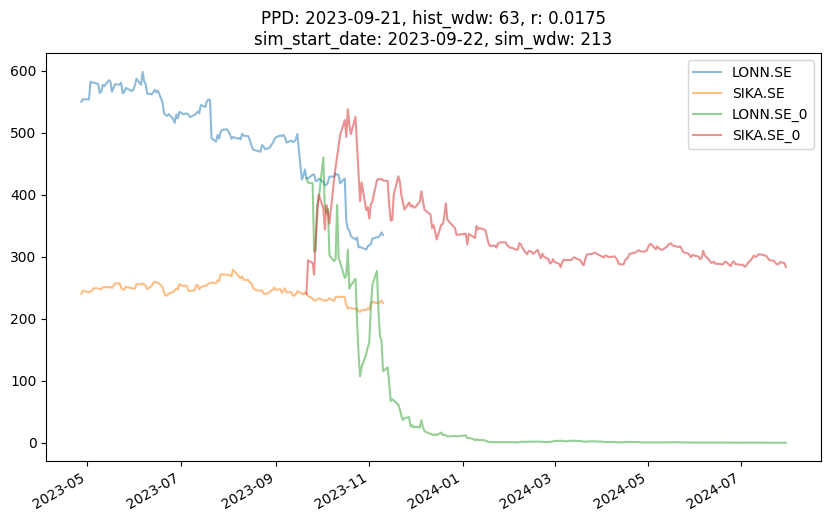 PPD: 2023-09-21, hist_wdw: 63, r: 0.0175
sim_start_date: 2023-09-22, sim_wdw: 213
LONN.SE
SIKA.SE
LONN.SE_0
SIKA.SE_0
600
500
400
300
200
100
0
2023-05
2023-07
2023-09
2023-11
2024-01
2024-03
2024-05
2024-07